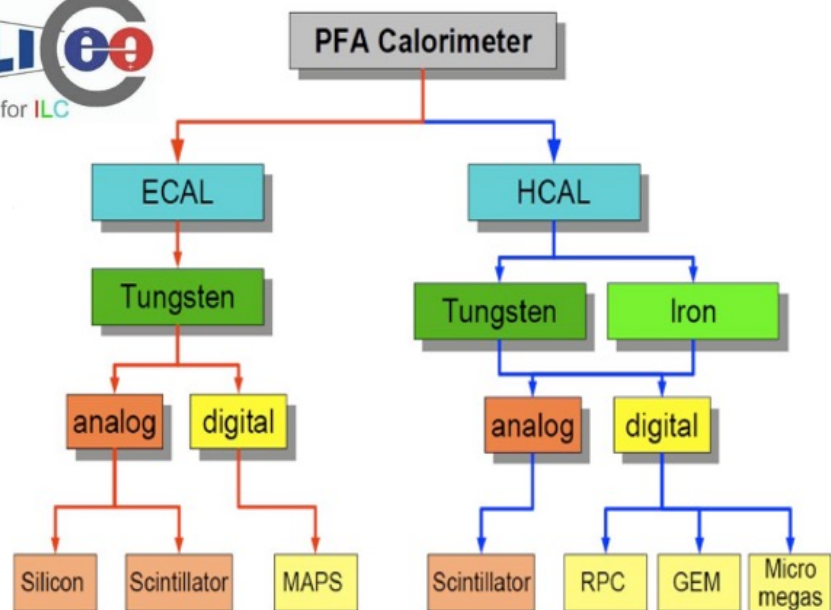 LI
for ILC
PFA Calorimeter
ECAL
HCAL
Tungsten
Tungsten
Iron
analog
digital
analog
digital
Silicon
Scintillator
MAPS
Scintillator
RPC
GEM
Micro
megas